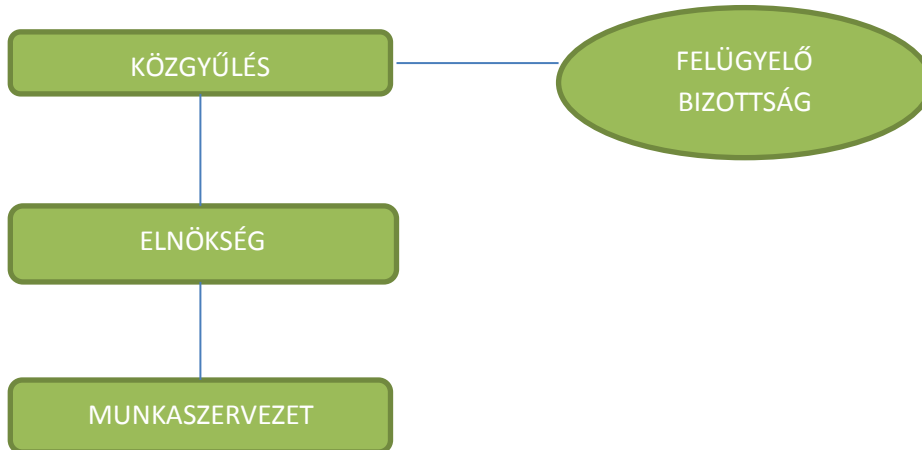 KÖZGYŰLÉS
FELÜGYELŐ
BIZOTTSÁG
ELNÖKSÉG
MUNKASZERVEZET